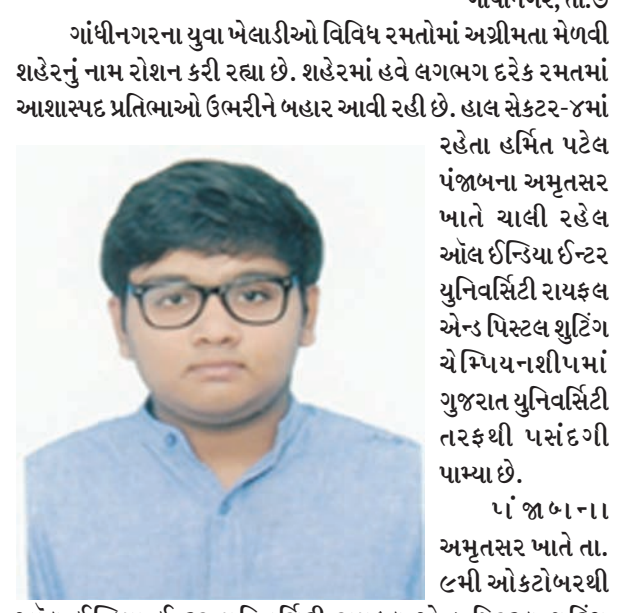 ગાંધીનગર, તા.૭
ગાંધીનગરના યુવા ખેલાડીઓ વિવિધ રમતોમાં અગ્રીમતા મેળવી
શહેરનું નામ રોશન કરી રહ્યા છે. શહેરમાં હવે લગભગ દરેક રમતમાં
આશાસ્પદ પ્રતિભાઓ ઉભરીને બહાર આવી રહી છે. હાલ સેક્ટર-૪માં
રહેતા હર્મિત પટેલ
પંજાબના અમૃતસર
ખાતે ચાલી રહેલ
ઑલ ઈન્ડિયા ઈન્ટર
યુનિવર્સિટી રાયફલ
એન્ડ પિસ્ટલ શુટિંગ
ચેમ્પિયનશીપમાં
ગુજરાત યુનિવર્સિટી
તરફથી પસંદગી
પામ્યા છે.
પંજાબના
અમૃતસર ખાતે તા.
૯મી ઓક્ટોબરથી